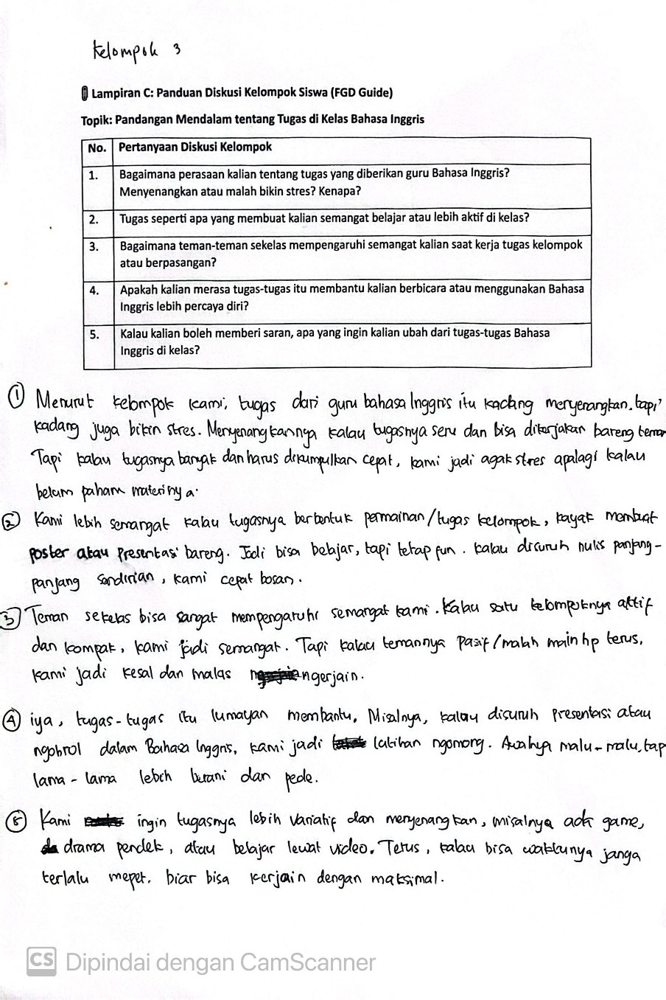 Kelompok 3
Lampiran C: Panduan Diskusi Kelompok Siswa (FGD Guide)
Topik: Pandangan Mendalam tentang Tugas di Kelas Bahasa Inggris
No. Pertanyaan Diskusi Kelompok
1. Bagaimana perasaan kalian tentang tugas yang diberikan guru Bahasa Inggris?
Menyenangkan atau malah bikin stres? Kenapa?
2. Tugas seperti apa yang membuat kalian semangat belajar atau lebih aktif di kelas?
3. Bagaimana teman-teman sekelas mempengaruhi semangat kalian saat kerja tugas kelompok
atau berpasangan?
4. Apakah kalian merasa tugas-tugas itu membantu kalian berbicara atau menggunakan Bahasa
Inggris lebih percaya diri?
5. Kalau kalian boleh memberi saran, apa yang ingin kalian ubah dari tugas-tugas Bahasa
Inggris di kelas?
① Menurut kelompok kami, tugas dari guru bahasa Inggris itu kadang menyenangkan. tapi
kadang juga bikin stres. Menyenangkannya kalau tugasnya seru dan bisa dikerjakan bareng teman
Tapi kalau tugasnya banyak dan harus dikumpulkan cepat, kami jadi agak stres apalagi kalau
belum paham materinya.
② Kami lebih semangat kalau tugasnya berbentuk permainan/tugas kelompok, kayak membuat
poster atau presentasi bareng. Jadi bisa belajar, tapi tetap fun. kalau disuruh nulis panjang-
panjang sendirian, kami cepat bosan.
③ Teman sekelas bisa sangat mempengaruhi semangat kami. Kalau satu kelompoknya aktif
dan kompak, kami jadi semangat. Tapi kalau temannya pasif/malah main hp terus,
kami jadi kesal dan malas ngerjain.
④ iya, tugas-tugas itu lumayan membantu. Misalnya, kalau disuruh presentasi atau
ngobrol dalam Bahasa Inggris, kami jadi latihan ngomong. Awalnya malu-malu, tap
lama-lama lebih berani dan pede.
⑤ Kami ingin tugasnya lebih variatif dan menyenangkan, misalnya ada game,
drama pendek, atau belajar lewat video. Terus, kalau bisa waktunya janga
terlalu mepet. biar bisa kerjain dengan maksimal.
CS Dipindai dengan CamScanner